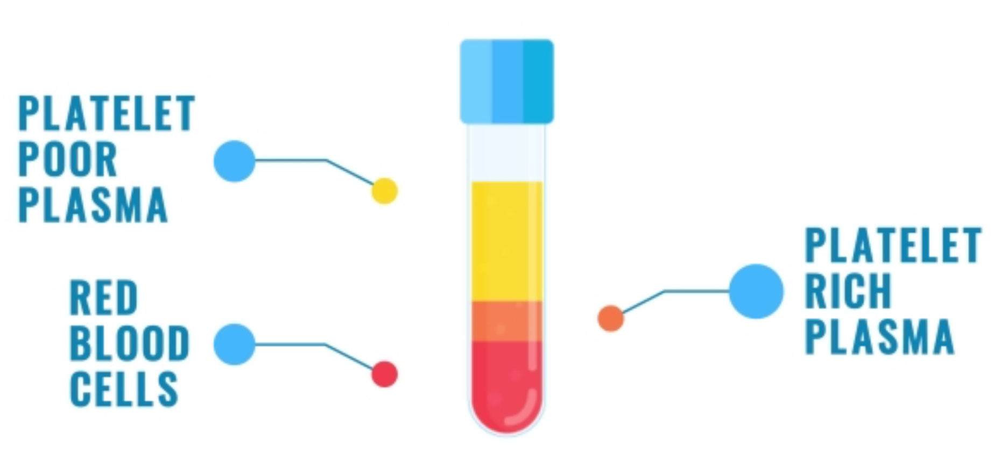 PLATELET
POOR
PLASMA
RED
BLOOD
CELLS
PLATELET
RICH
PLASMA